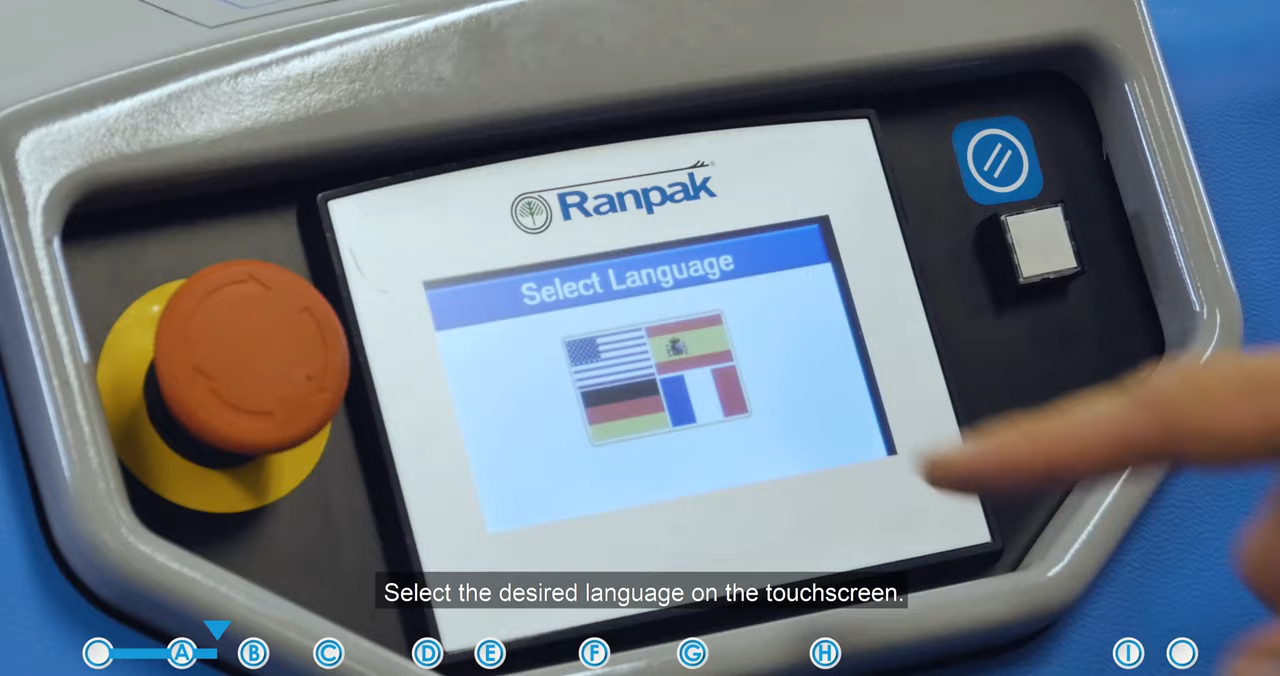 Ranpak
Select Language
Select the desired language on the touchscreen.
A B C D E F G H I